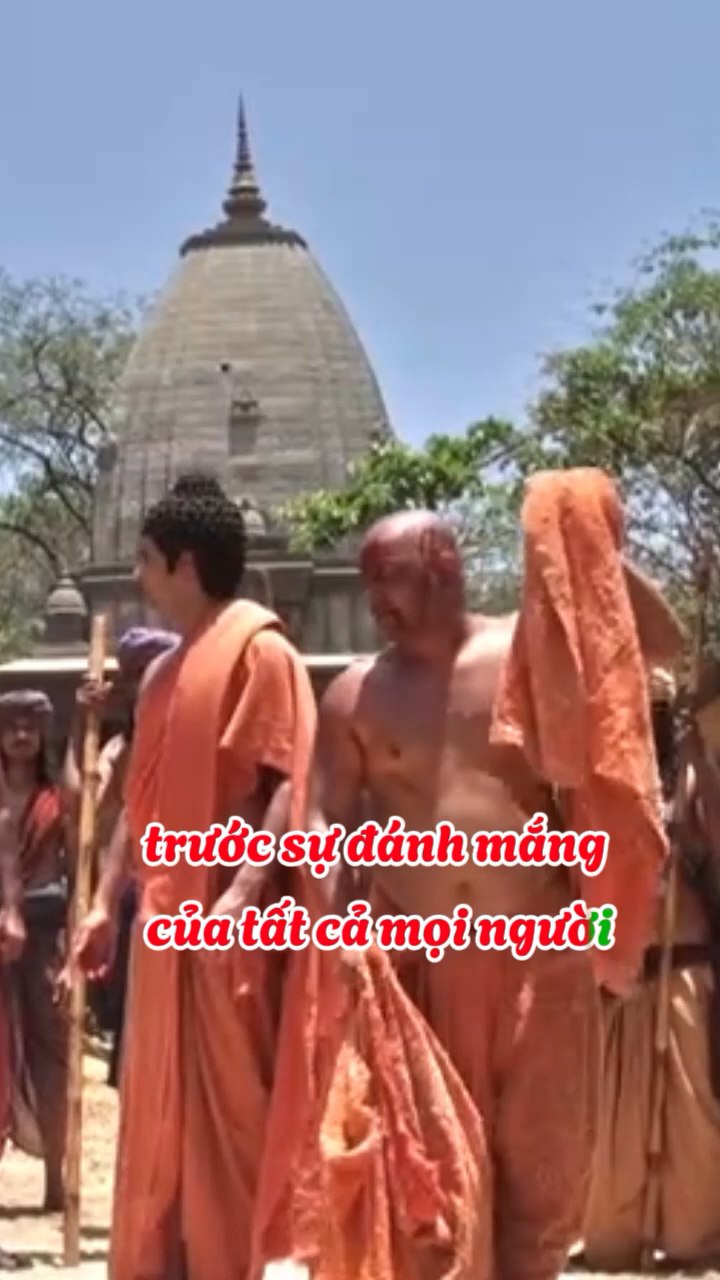 trước sự đánh mắng
của tất cả mọi người